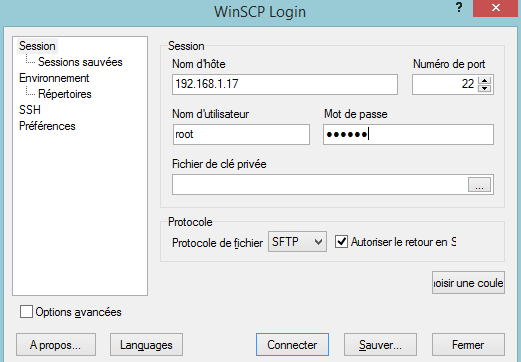 WinSCP Login
?
Session
Sessions sauvées
Environnement
Répertoires
SSH
Préférences
Session
Nom d'hôte
Numéro de port
192.168.1.17
22
Nom d'utilisateur
Mot de passe
root
●●●●●●
Fichier de clé privée
...
Protocole
Protocole de fichier
SFTP
Autoriser le retour en S
oisir une coule
Options avancées
A propos...
Languages
Connecter
Sauver...
Fermer